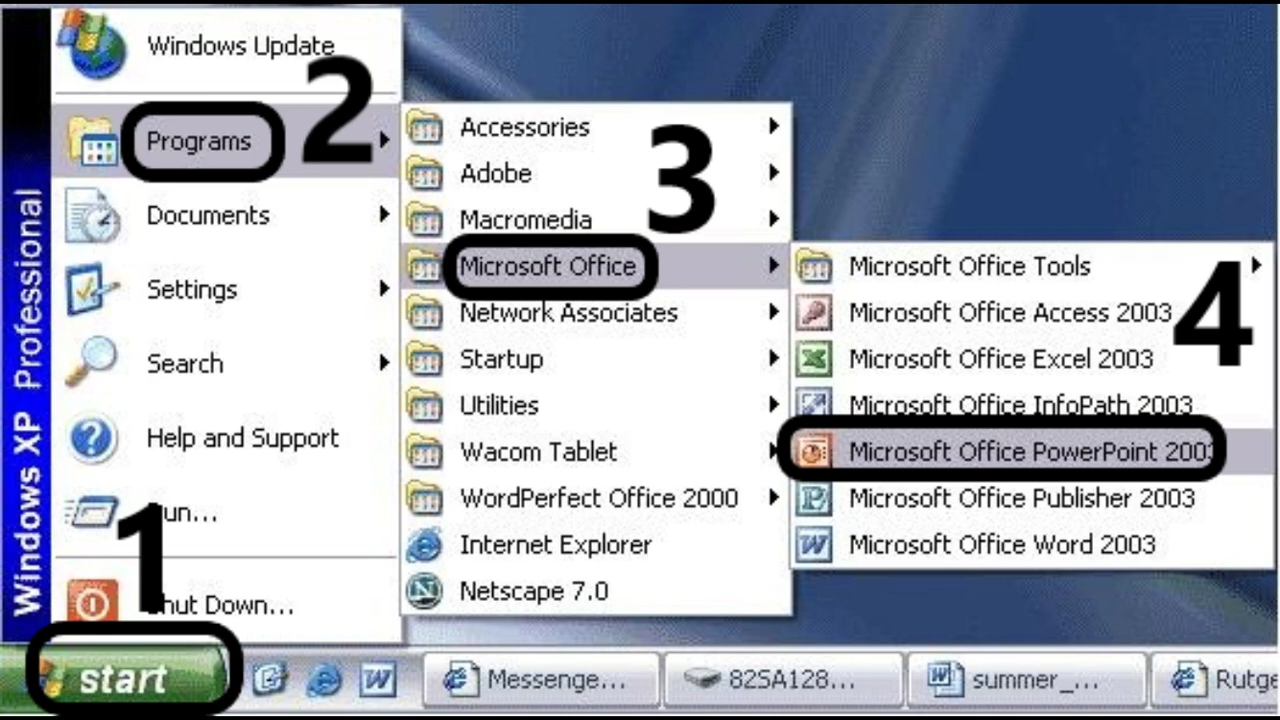 Windows Update
2
Programs
Documents
Settings
Search
Help and Support
1
un...
hut Down...
Windows XP Professional
Accessories
3
Adobe
Macromedia
Microsoft Office
Network Associates
Startup
Utilities
Wacom Tablet
WordPerfect Office 2000
Internet Explorer
Netscape 7.0
Microsoft Office Tools
4
Microsoft Office Access 2003
Microsoft Office Excel 2003
Microsoft Office InfoPath 2003
Microsoft Office PowerPoint 2003
Microsoft Office Publisher 2003
Microsoft Office Word 2003
start
Messenge...
825A128...
summer_...
Rutge